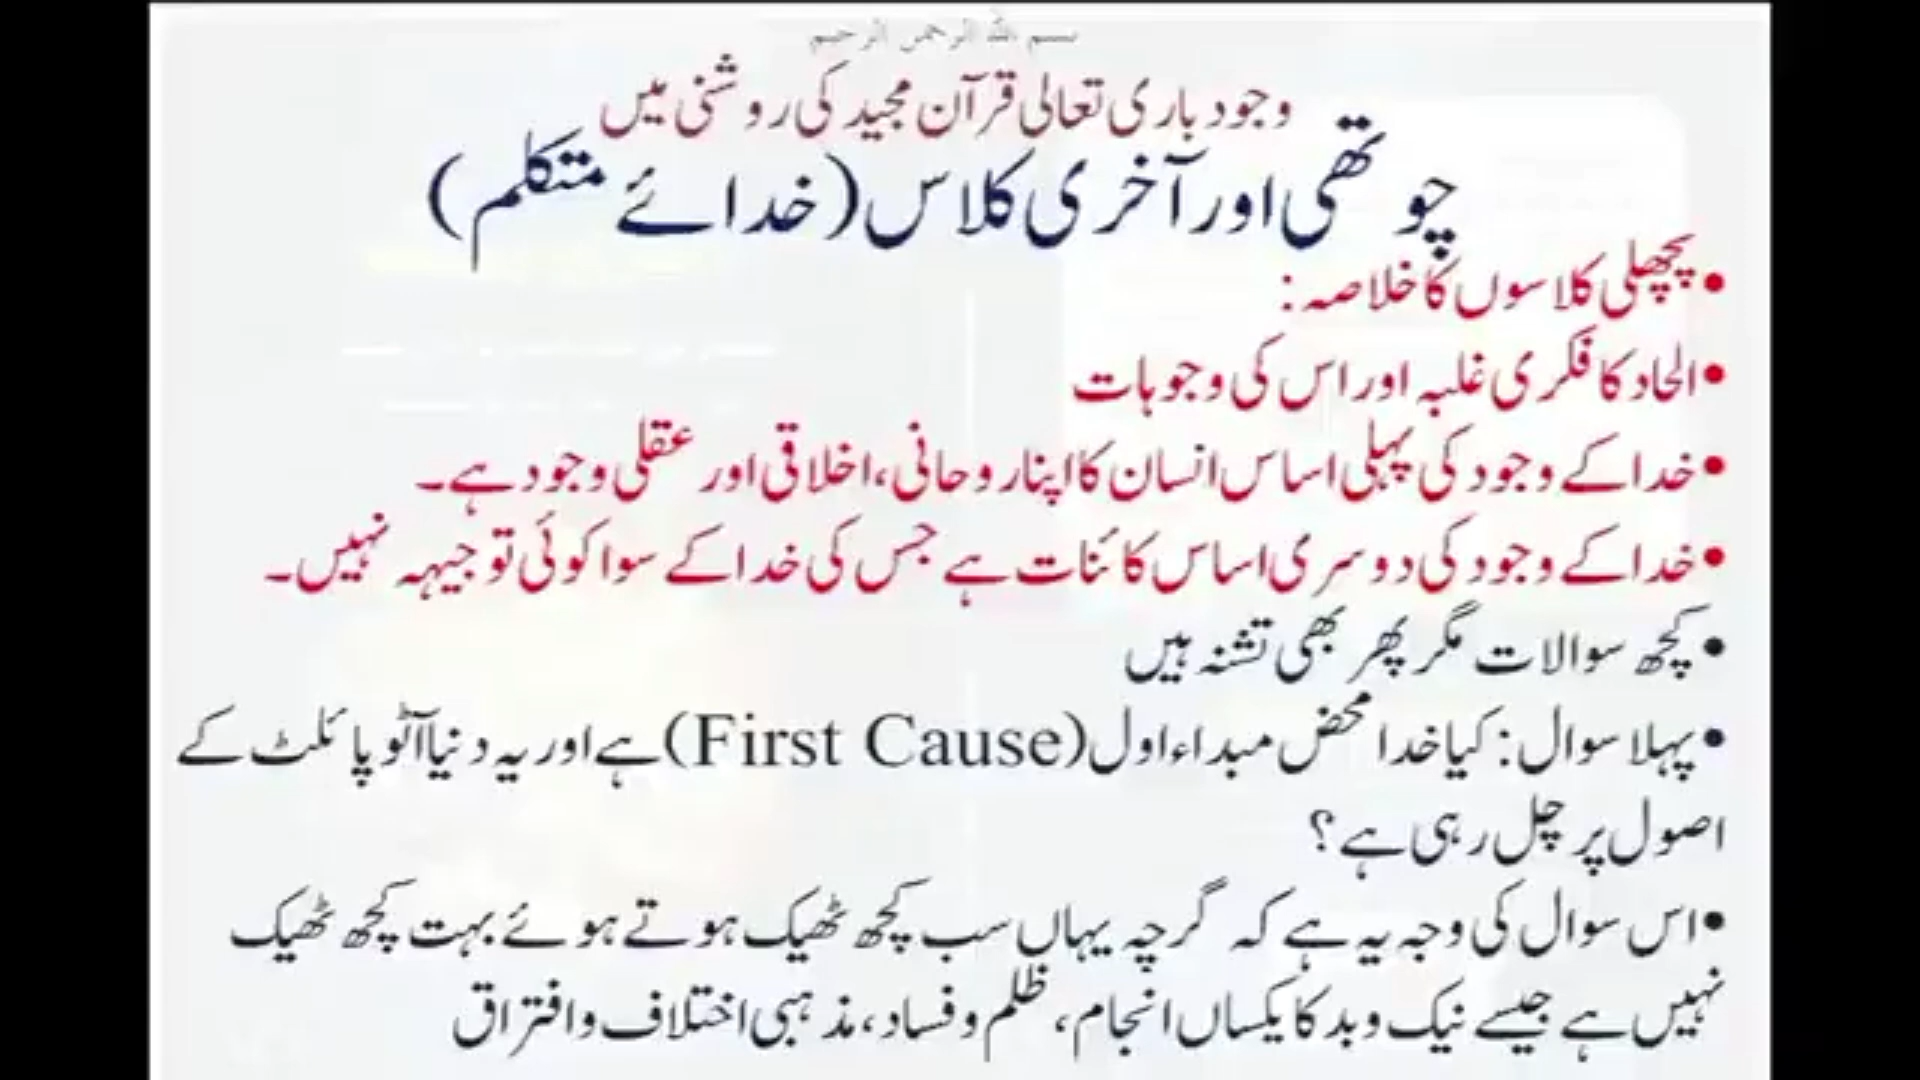 بسم اللہ الرحمن الرحیم
وجود باری تعالی قرآن مجید کی روشنی میں
چوتھی اور آخری کلاس (خدائے متکلم)
•پچھلی کلاسوں کا خلاصہ :
•الحاد کا فکری غلبہ اور اس کی وجوہات
•خدا کے وجود کی پہلی اساس انسان کا اپنا روحانی، اخلاقی اور عقلی وجود ہے۔
•خدا کے وجود کی دوسری اساس کائنات ہے جس کی خدا کے سوا کوئی توجیہہ نہیں۔
•کچھ سوالات مگر پھر بھی تشنہ ہیں
•پہلا سوال : کیا خدا محض مبداء اول (First Cause) ہے اور یہ دنیا آٹو پائلٹ کے
اصول پر چل رہی ہے ؟
•اس سوال کی وجہ یہ ہے کہ گرچہ یہاں سب کچھ ٹھیک ہوتے ہوئے بہت کچھ ٹھیک
نہیں ہے جیسے نیک و بد کا یکساں انجام، ظلم و فساد، مذہبی اختلاف و افتراق